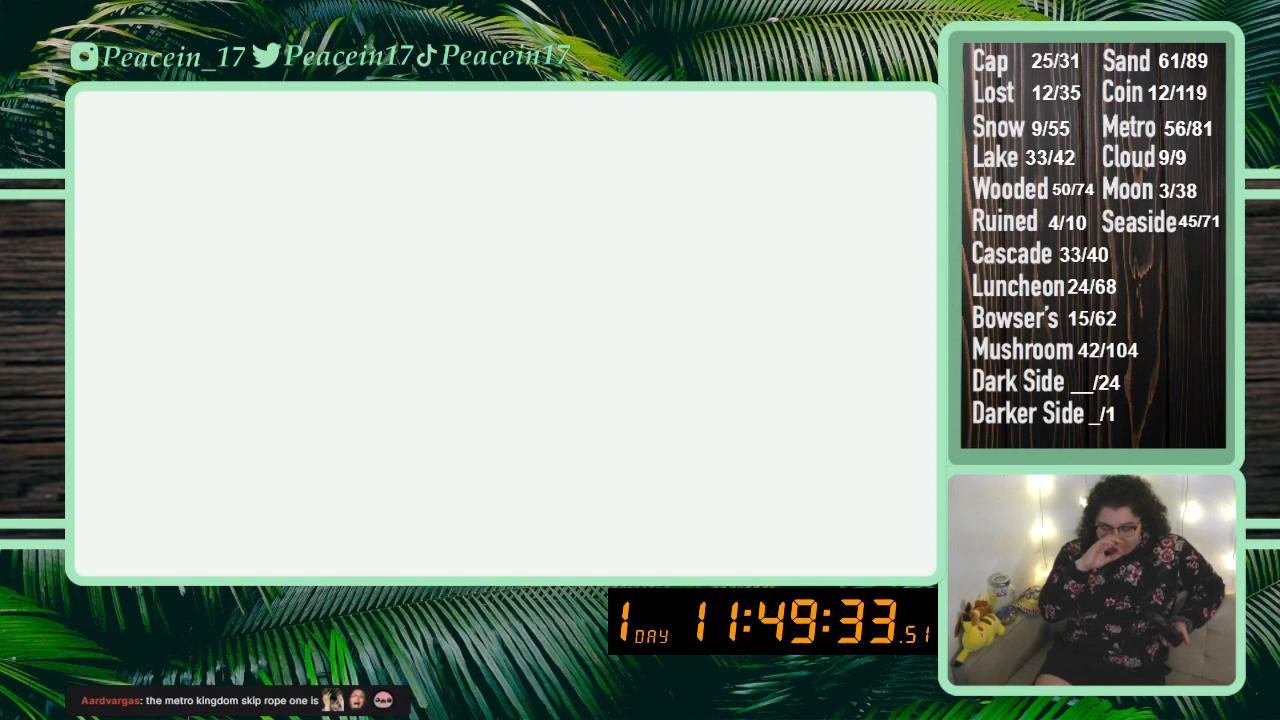 Peacein_17 Peacein17 Peacein17
Cap 25/31 Sand 61/89
Lost 12/35 Coin 12/119
Snow 9/55 Metro 56/81
Lake 33/42 Cloud 9/9
Wooded 50/74 Moon 3/38
Ruined 4/10 Seaside 45/71
Cascade 33/40
Luncheon 24/68
Bowser's 15/62
Mushroom 42/104
Dark Side __/24
Darker Side _/1
1 DAY 11:49:33.51
Aardvargas: the metro kingdom skip rope one is